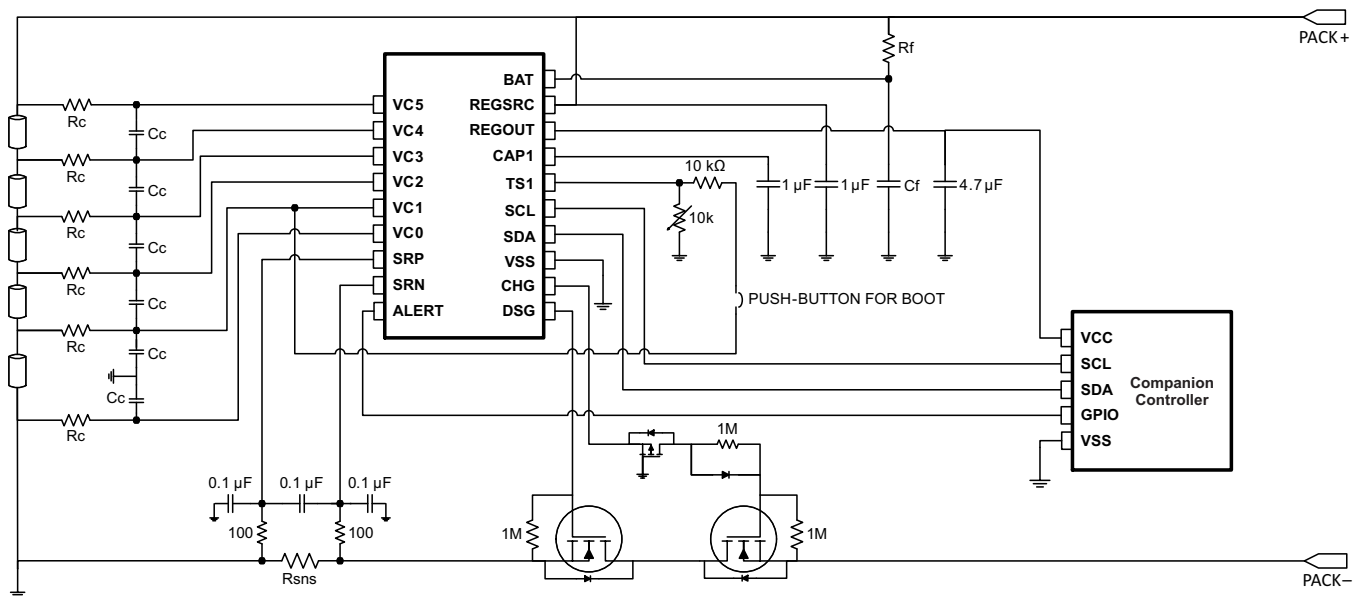 PACK+
Rf
BAT
VC5
REGSRC
Rc
Cc
VC4
REGOUT
Rc
VC3
CAP1
10 kΩ
Cc
VC2
TS1
1 µF
1 µF
Cf
4.7 µF
Rc
VC1
SCL
10k
Cc
VC0
SDA
Rc
SRP
VSS
Cc
SRN
CHG
PUSH-BUTTON FOR BOOT
ALERT
DSG
Rc
Cc
VCC
SCL
Cc
SDA
Companion
Controller
GPIO
Rc
VSS
1M
0.1 µF
0.1 µF
0.1 µF
100
100
1M
1M
Rsns
PACK–